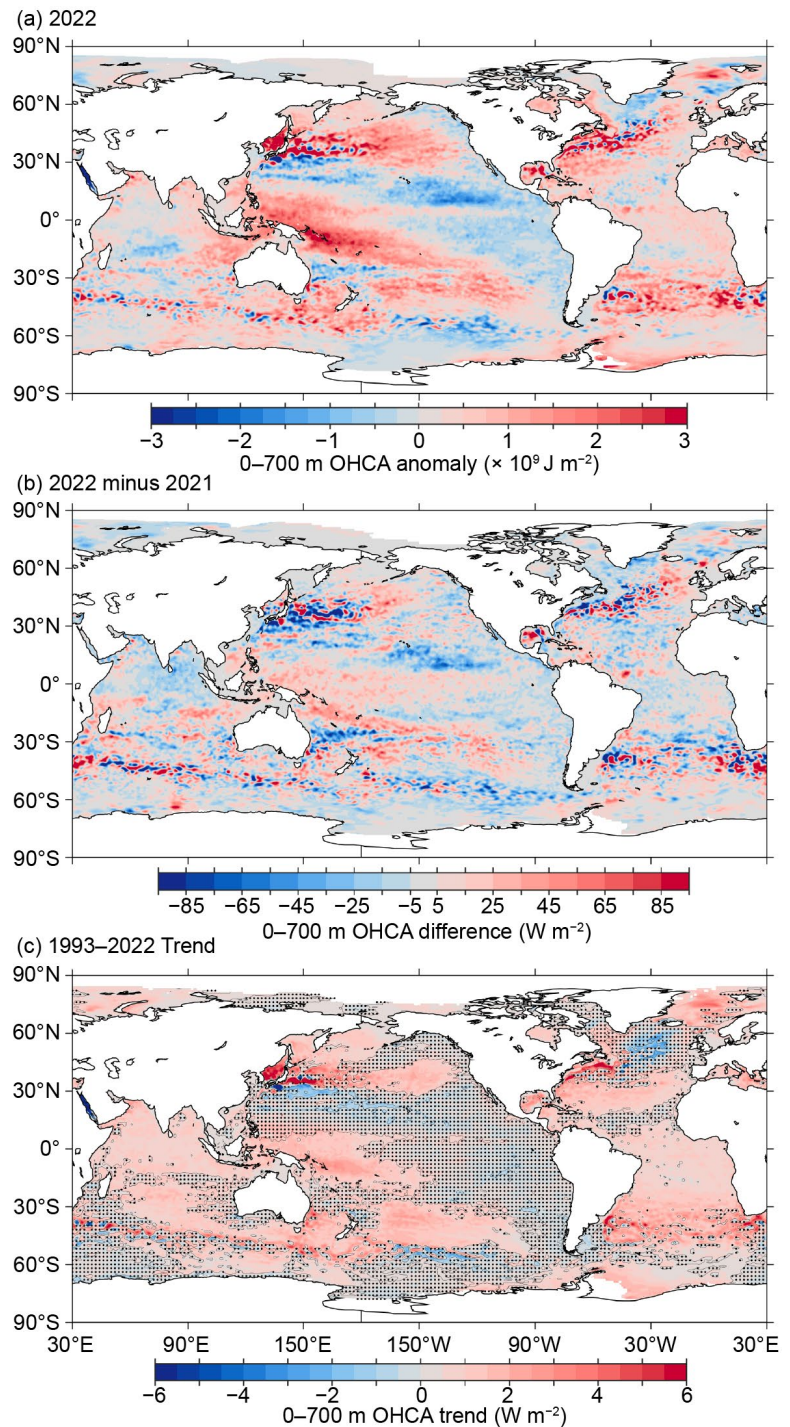 (a) 2022
90°N
60°N
30°N
0°
30°S
60°S
90°S
−3 −2 −1 0 1 2 3
0–700 m OHCA anomaly (× 10⁹ J m⁻²)
(b) 2022 minus 2021
90°N
60°N
30°N
0°
30°S
60°S
90°S
−85 −65 −45 −25 −5 5 25 45 65 85
0–700 m OHCA difference (W m⁻²)
(c) 1993–2022 Trend
90°N
60°N
30°N
0°
30°S
60°S
90°S
30°E 90°E 150°E 150°W 90°W 30°W 30°E
−6 −4 −2 0 2 4 6
0–700 m OHCA trend (W m⁻²)